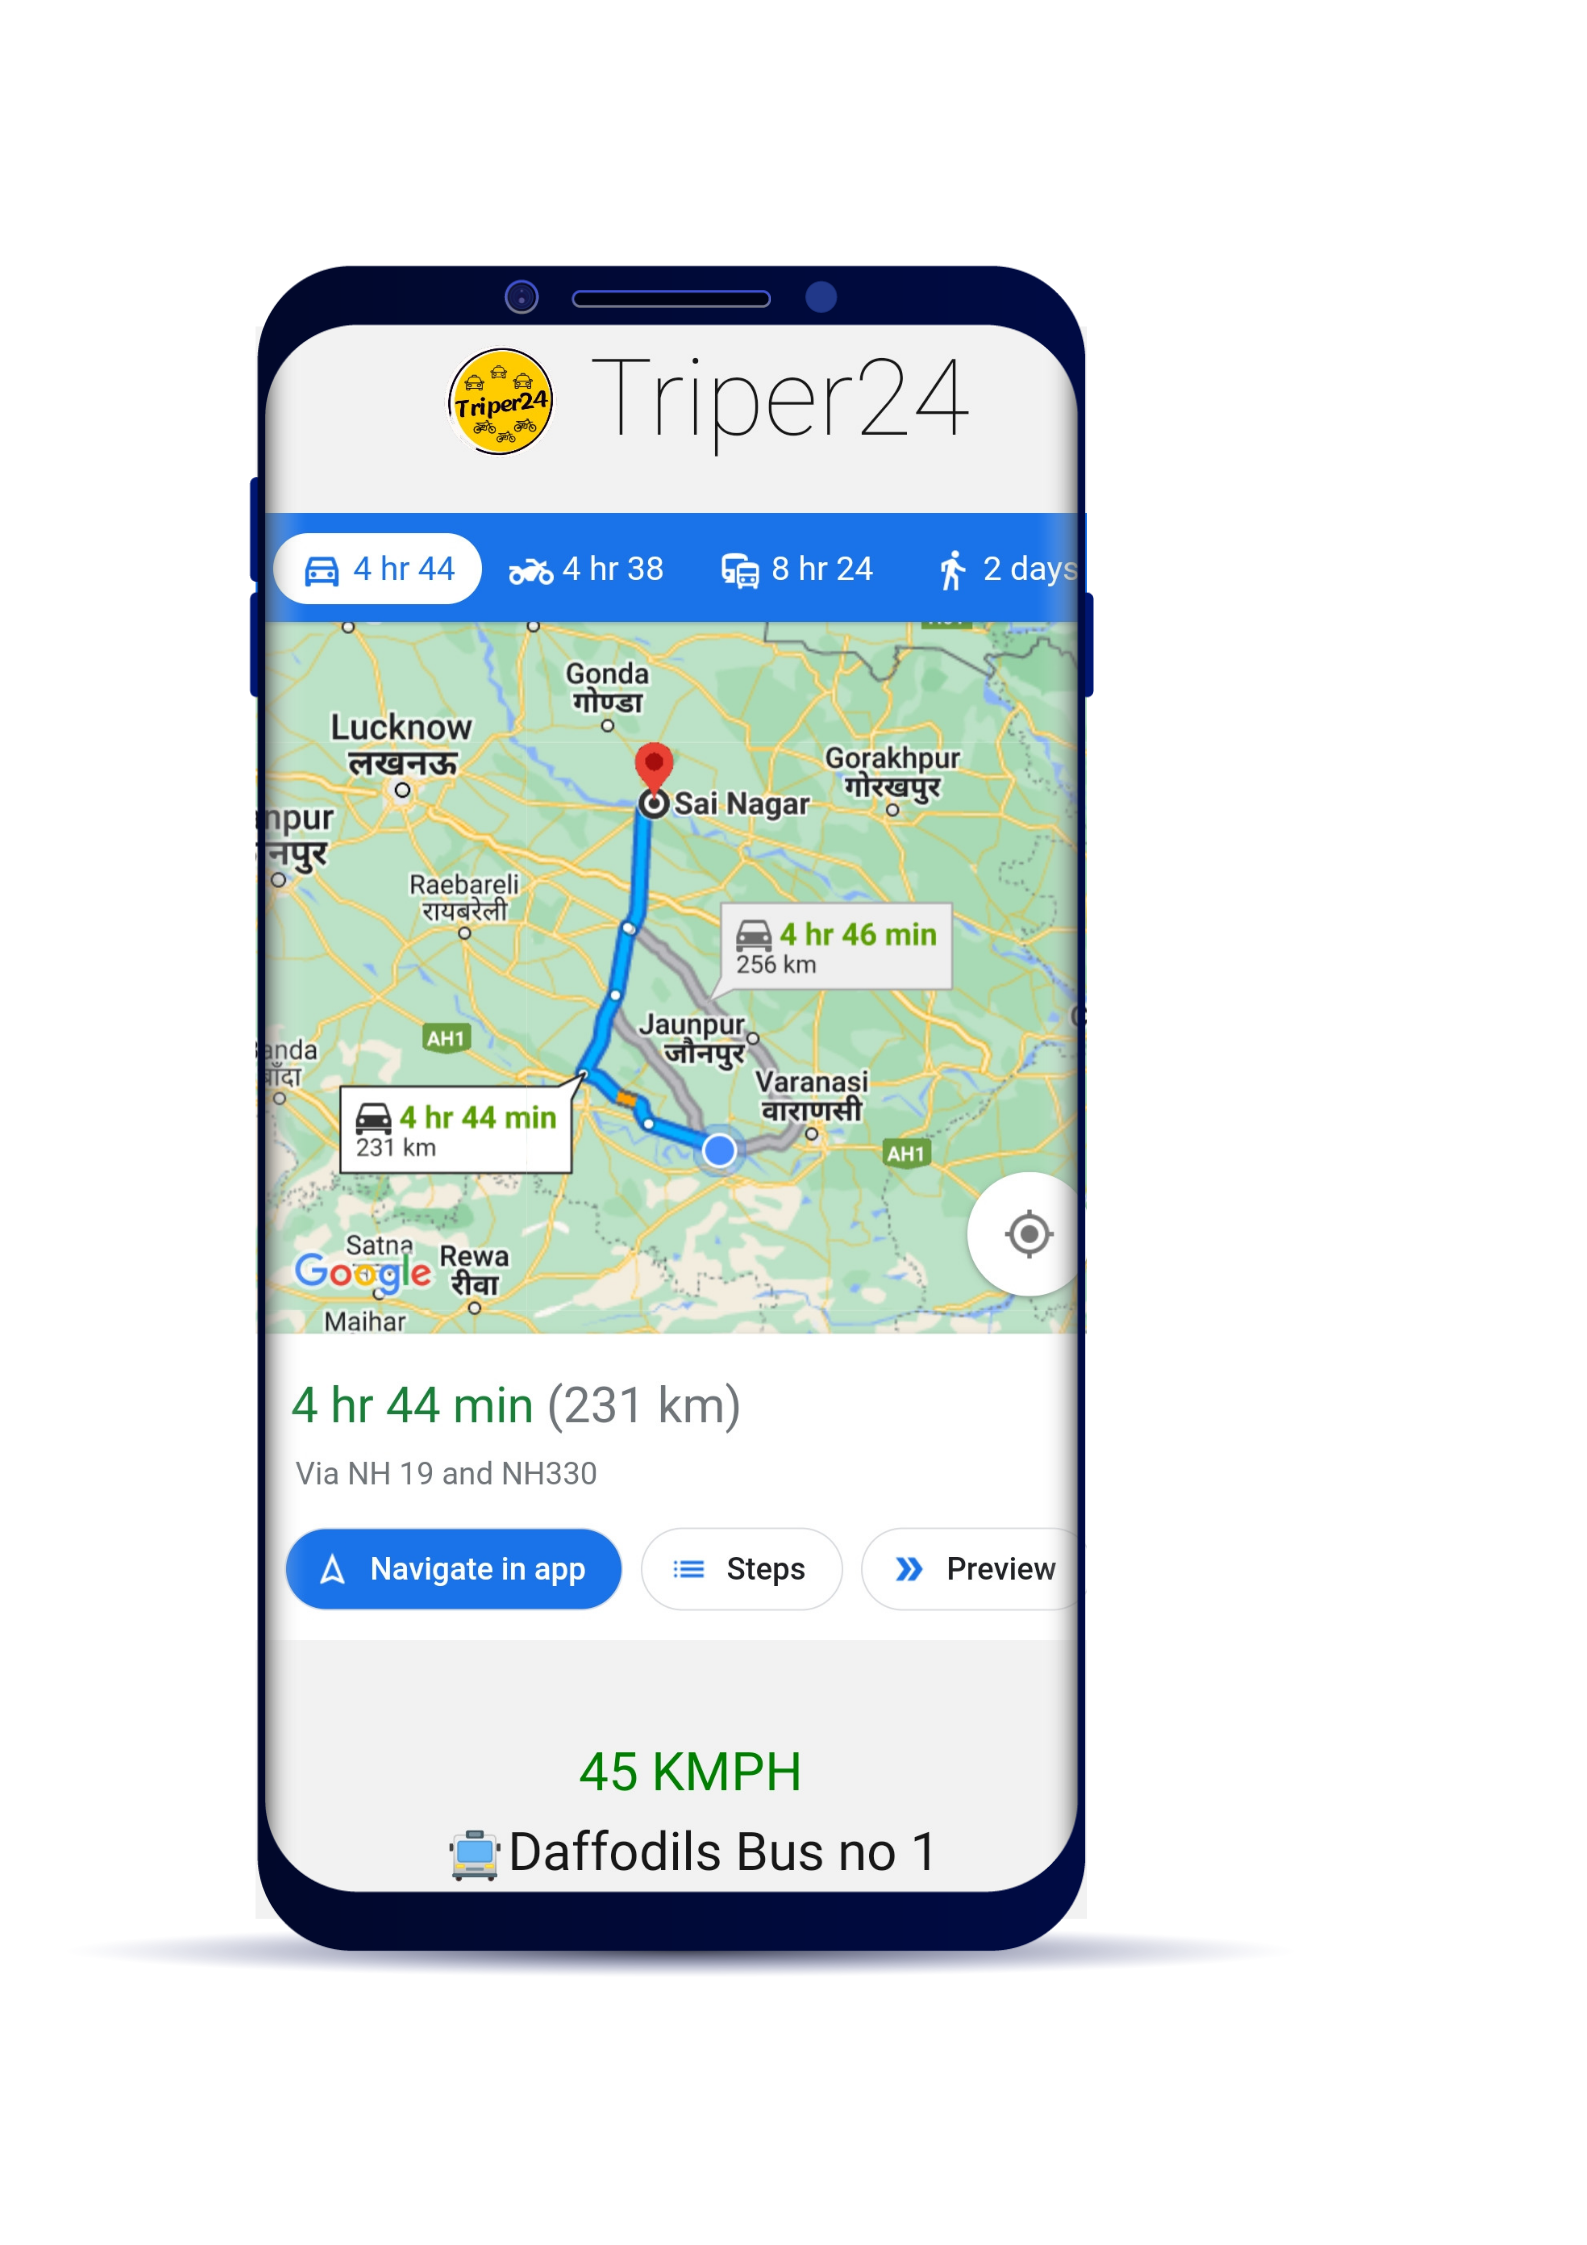 Triper24
Triper24
4 hr 44
4 hr 38
8 hr 24
2 days
Gonda
गोण्डा
Lucknow
लखनऊ
Gorakhpur
गोरखपुर
Sai Nagar
npur
नपुर
Raebareli
रायबरेली
4 hr 46 min
256 km
Jaunpur
जौनपुर
AH1
anda
बाँदा
Varanasi
वाराणसी
4 hr 44 min
231 km
AH1
Satna
Google
Rewa
रीवा
Maihar
4 hr 44 min (231 km)
Via NH 19 and NH330
Navigate in app
Steps
Preview
45 KMPH
Daffodils Bus no 1